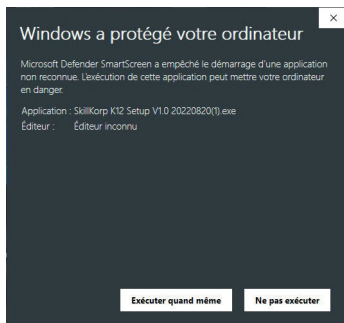 Windows a protégé votre ordinateur
Microsoft Defender SmartScreen a empêché le démarrage d'une application
non reconnue. L'exécution de cette application peut mettre votre ordinateur
en danger.
Application : SkillKorp K12 Setup V1.0 20220820(1).exe
Éditeur : Éditeur inconnu
Exécuter quand même Ne pas exécuter